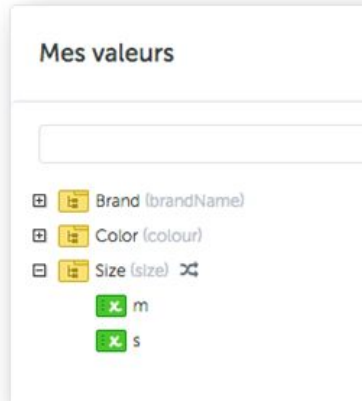 Mes valeurs
Brand (brandName)
Color (colour)
Size (size)
m
s